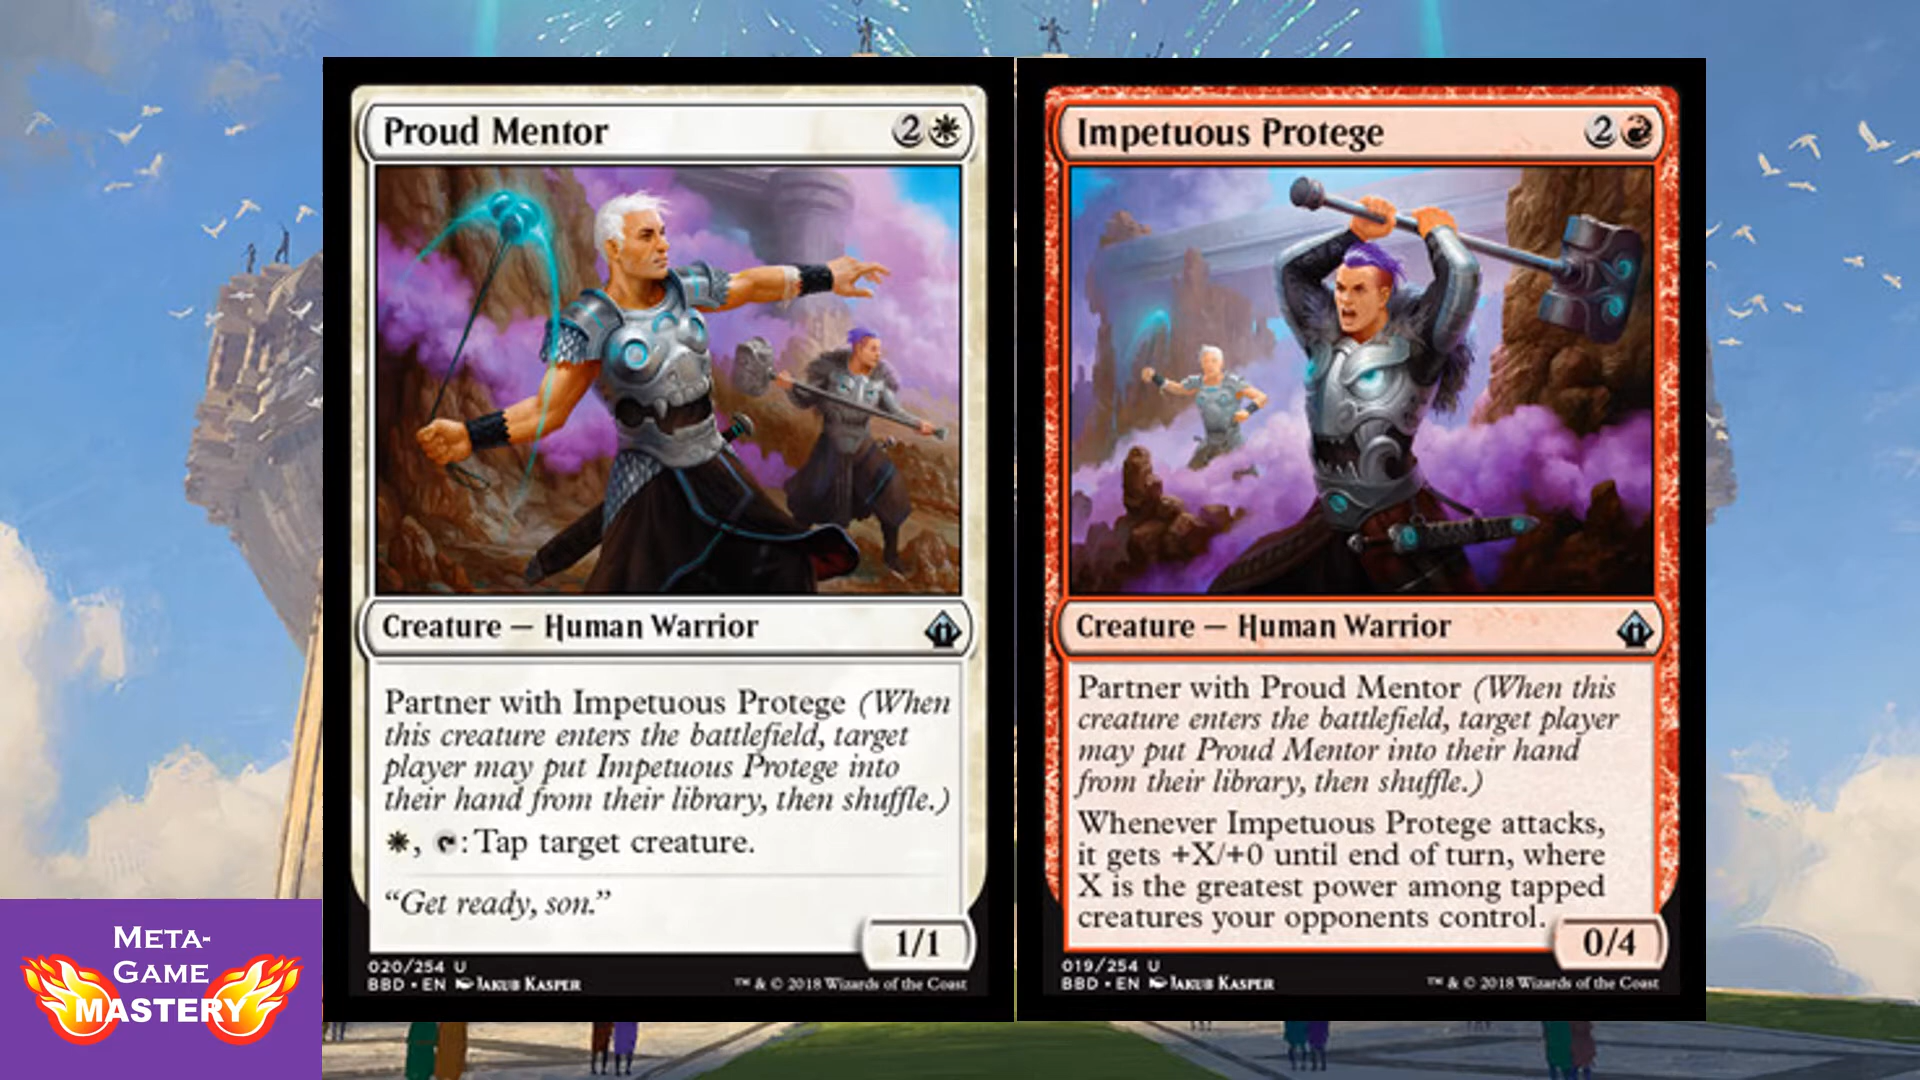 Proud Mentor 2
Creature — Human Warrior
Partner with Impetuous Protege (When
this creature enters the battlefield, target
player may put Impetuous Protege into
their hand from their library, then shuffle.)
, : Tap target creature.
“Get ready, son.”
1/1
020/254 U
BBD • EN Jakub Kasper
™ & © 2018 Wizards of the Coast
Impetuous Protege 2
Creature — Human Warrior
Partner with Proud Mentor (When this
creature enters the battlefield, target player
may put Proud Mentor into their hand
from their library, then shuffle.)
Whenever Impetuous Protege attacks,
it gets +X/+0 until end of turn, where
X is the greatest power among tapped
creatures your opponents control.
0/4
019/254 U
BBD • EN Jakub Kasper
™ & © 2018 Wizards of the Coast
META-
GAME
MASTERY